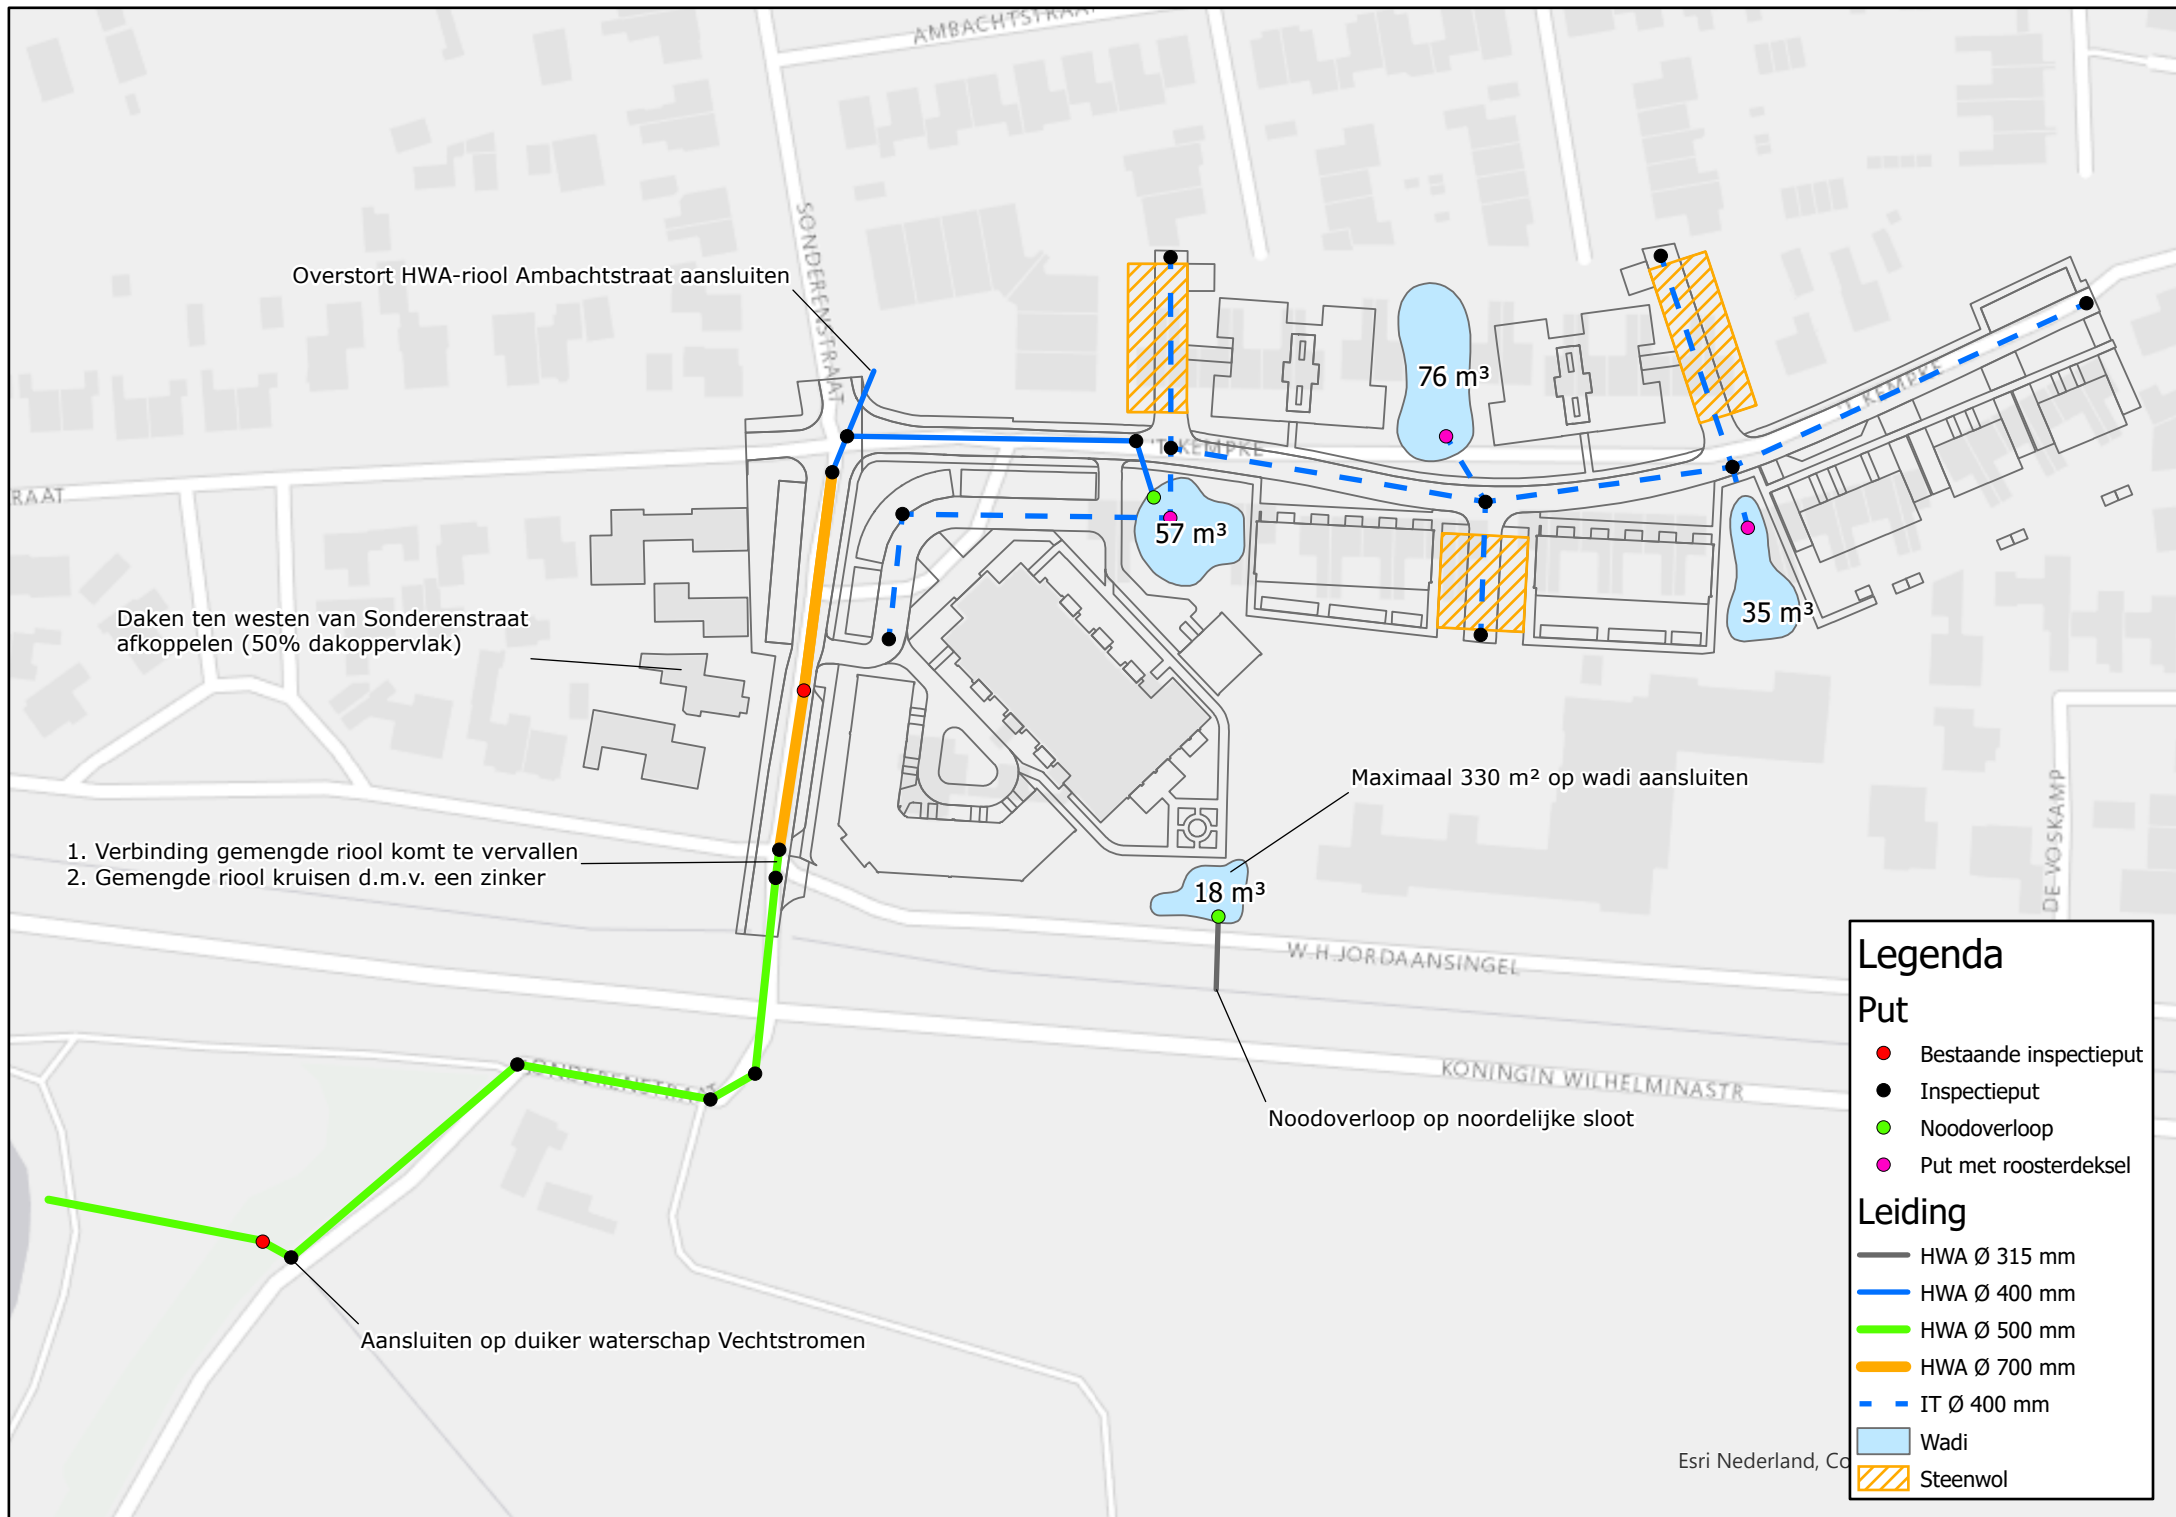 AMBACHTSTRAAT
SONDERENSTRAAT
Overstort HWA-riool Ambachtstraat aansluiten
76 m³
'T KEMPKE
'T KEMPKE
RAAT
57 m³
35 m³
Daken ten westen van Sonderenstraat
afkoppelen (50% dakoppervlak)
Maximaal 330 m² op wadi aansluiten
1. Verbinding gemengde riool komt te vervallen
2. Gemengde riool kruisen d.m.v. een zinker
18 m³
DE VOSKAMP
W.H.JORDAANSINGEL
SONDERENSTRAAT
KONINGIN WILHELMINASTR
Noodoverloop op noordelijke sloot
Aansluiten op duiker waterschap Vechtstromen
Legenda
Put
Bestaande inspectieput
Inspectieput
Noodoverloop
Put met roosterdeksel
Leiding
HWA Ø 315 mm
HWA Ø 400 mm
HWA Ø 500 mm
HWA Ø 700 mm
IT Ø 400 mm
Wadi
Steenwol
Esri Nederland, Co